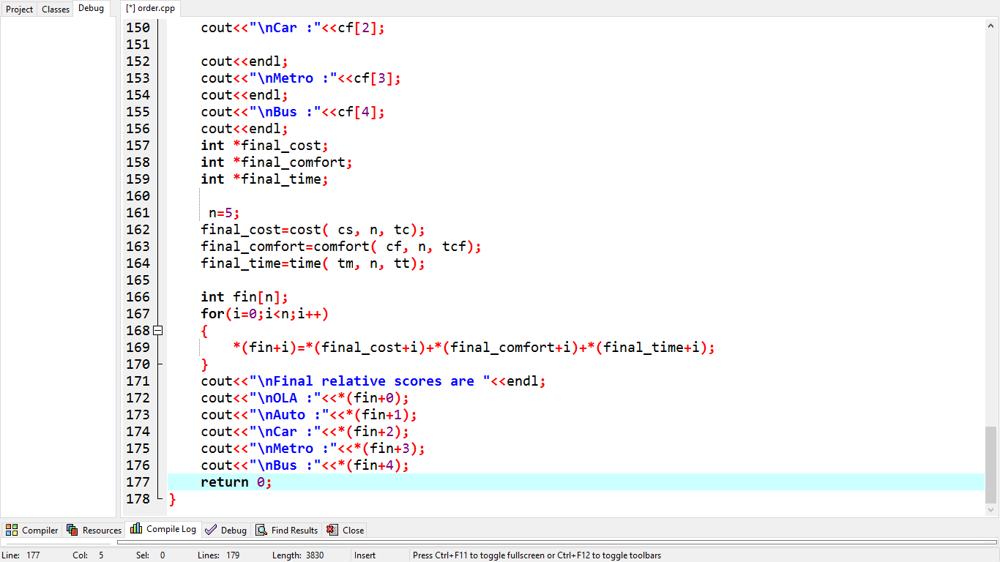 Project Classes Debug
[*] order.cpp
150 cout<<"\nCar :"<<cf[2];
151
152 cout<<endl;
153 cout<<"\nMetro :"<<cf[3];
154 cout<<endl;
155 cout<<"\nBus :"<<cf[4];
156 cout<<endl;
157 int *final_cost;
158 int *final_comfort;
159 int *final_time;
160
161 n=5;
162 final_cost=cost( cs, n, tc);
163 final_comfort=comfort( cf, n, tcf);
164 final_time=time( tm, n, tt);
165
166 int fin[n];
167 for(i=0;i<n;i++)
168 {
169 *(fin+i)=*(final_cost+i)+*(final_comfort+i)+*(final_time+i);
170 }
171 cout<<"\nFinal relative scores are "<<endl;
172 cout<<"\nOLA :"<<*(fin+0);
173 cout<<"\nAuto :"<<*(fin+1);
174 cout<<"\nCar :"<<*(fin+2);
175 cout<<"\nMetro :"<<*(fin+3);
176 cout<<"\nBus :"<<*(fin+4);
177 return 0;
178 }
Compiler Resources Compile Log Debug Find Results Close
Line: 177 Col: 5 Sel: 0 Lines: 179 Length: 3830 Insert Press Ctrl+F11 to toggle fullscreen or Ctrl+F12 to toggle toolbars